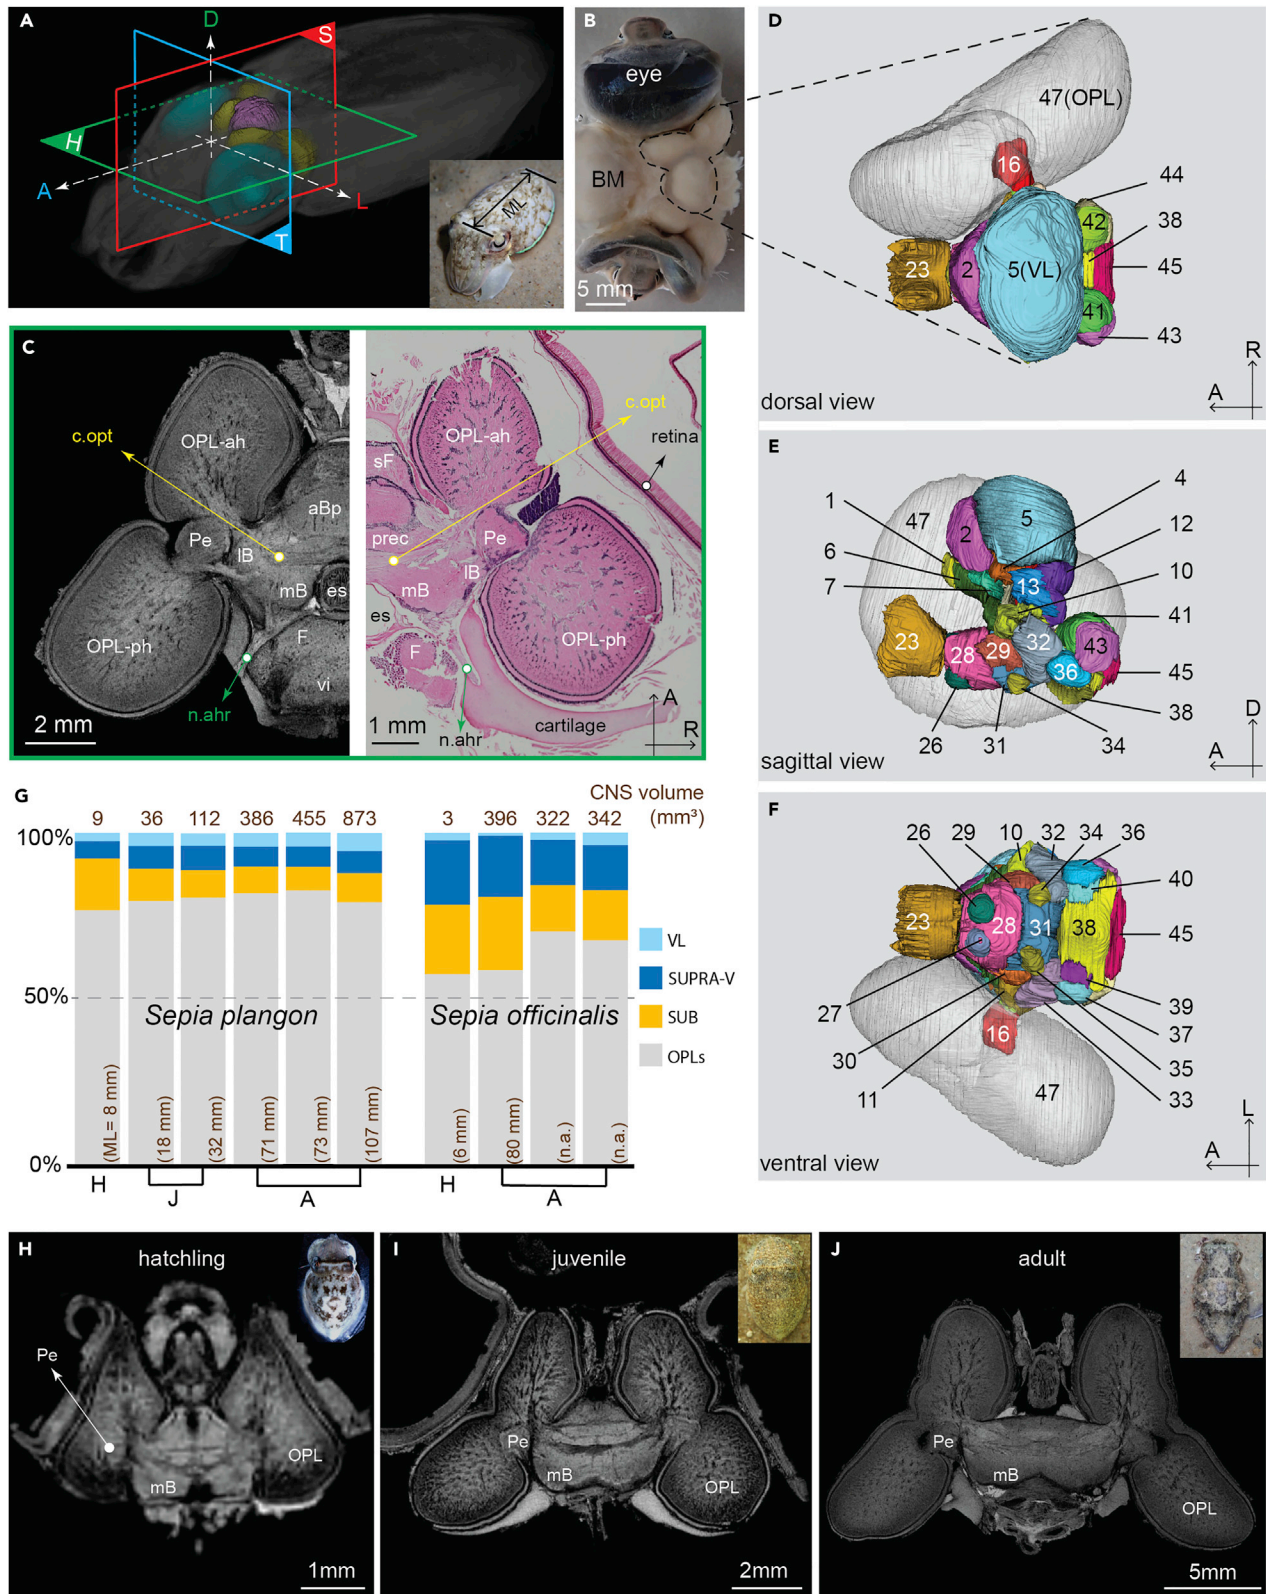 A
D
S
H
A
L
T
ML
B
eye
BM
5 mm
D
47(OPL)
16
44
42
38
23
2
5(VL)
45
41
43
R
A
dorsal view
C
c.opt
OPL-ah
aBp
Pe
IB
mB
es
OPL-ph
F
vi
n.ahr
2 mm
c.opt
OPL-ah
retina
sF
prec
Pe
mB
IB
es
OPL-ph
F
cartilage
n.ahr
1 mm
A
R
E
1
47
2
5
4
12
6
7
13
10
41
23
28
29
32
43
36
45
38
26
31
34
D
A
sagittal view
G
CNS volume
(mm³)
9 36 112 386 455 873 3 396 322 342
100%
50%
0%
Sepia plangon
Sepia officinalis
VL
SUPRA-V
SUB
OPLs
(ML= 8 mm)
(18 mm)
(32 mm)
(71 mm)
(73 mm)
(107 mm)
(6 mm)
(80 mm)
(n.a.)
(n.a.)
H J A H A
F
26 29 10 32 34 36
40
23
28
31
38
45
27
39
37
30
16
35
11
33
47
L
A
ventral view
H
hatchling
Pe
OPL
mB
1mm
I
juvenile
Pe
mB
OPL
2mm
J
adult
Pe
mB
OPL
5mm